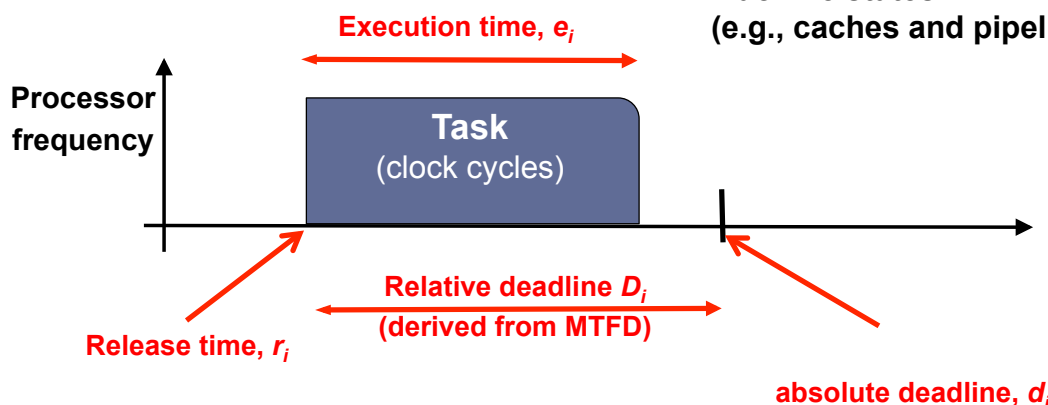 Execution time, eᵢ
(e.g., caches and pipel
Processor
frequency
Task
(clock cycles)
Relative deadline Dᵢ
(derived from MTFD)
Release time, rᵢ
absolute deadline, dᵢ